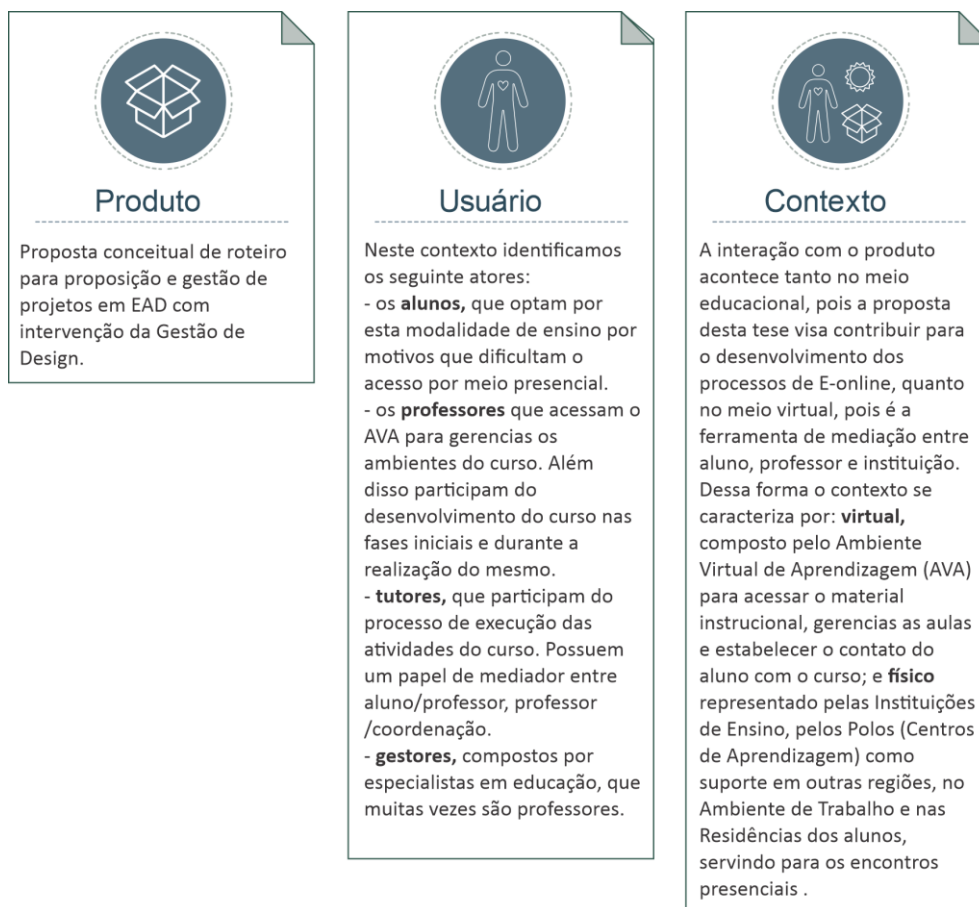 Produto
Proposta conceitual de roteiro
para proposição e gestão de
projetos em EAD com
intervenção da Gestão de
Design.
Usuário
Neste contexto identificamos
os seguinte atores:
- os alunos, que optam por
esta modalidade de ensino por
motivos que dificultam o
acesso por meio presencial.
- os professores que acessam o
AVA para gerencias os
ambientes do curso. Além
disso participam do
desenvolvimento do curso nas
fases iniciais e durante a
realização do mesmo.
- tutores, que participam do
processo de execução das
atividades do curso. Possuem
um papel de mediador entre
aluno/professor, professor
/coordenação.
- gestores, compostos por
especialistas em educação, que
muitas vezes são professores.
Contexto
A interação com o produto
acontece tanto no meio
educacional, pois a proposta
desta tese visa contribuir para
o desenvolvimento dos
processos de E-online, quanto
no meio virtual, pois é a
ferramenta de mediação entre
aluno, professor e instituição.
Dessa forma o contexto se
caracteriza por: virtual,
composto pelo Ambiente
Virtual de Aprendizagem (AVA)
para acessar o material
instrucional, gerencias as aulas
e estabelecer o contato do
aluno com o curso; e físico
representado pelas Instituições
de Ensino, pelos Polos (Centros
de Aprendizagem) como
suporte em outras regiões, no
Ambiente de Trabalho e nas
Residências dos alunos,
servindo para os encontros
presenciais .